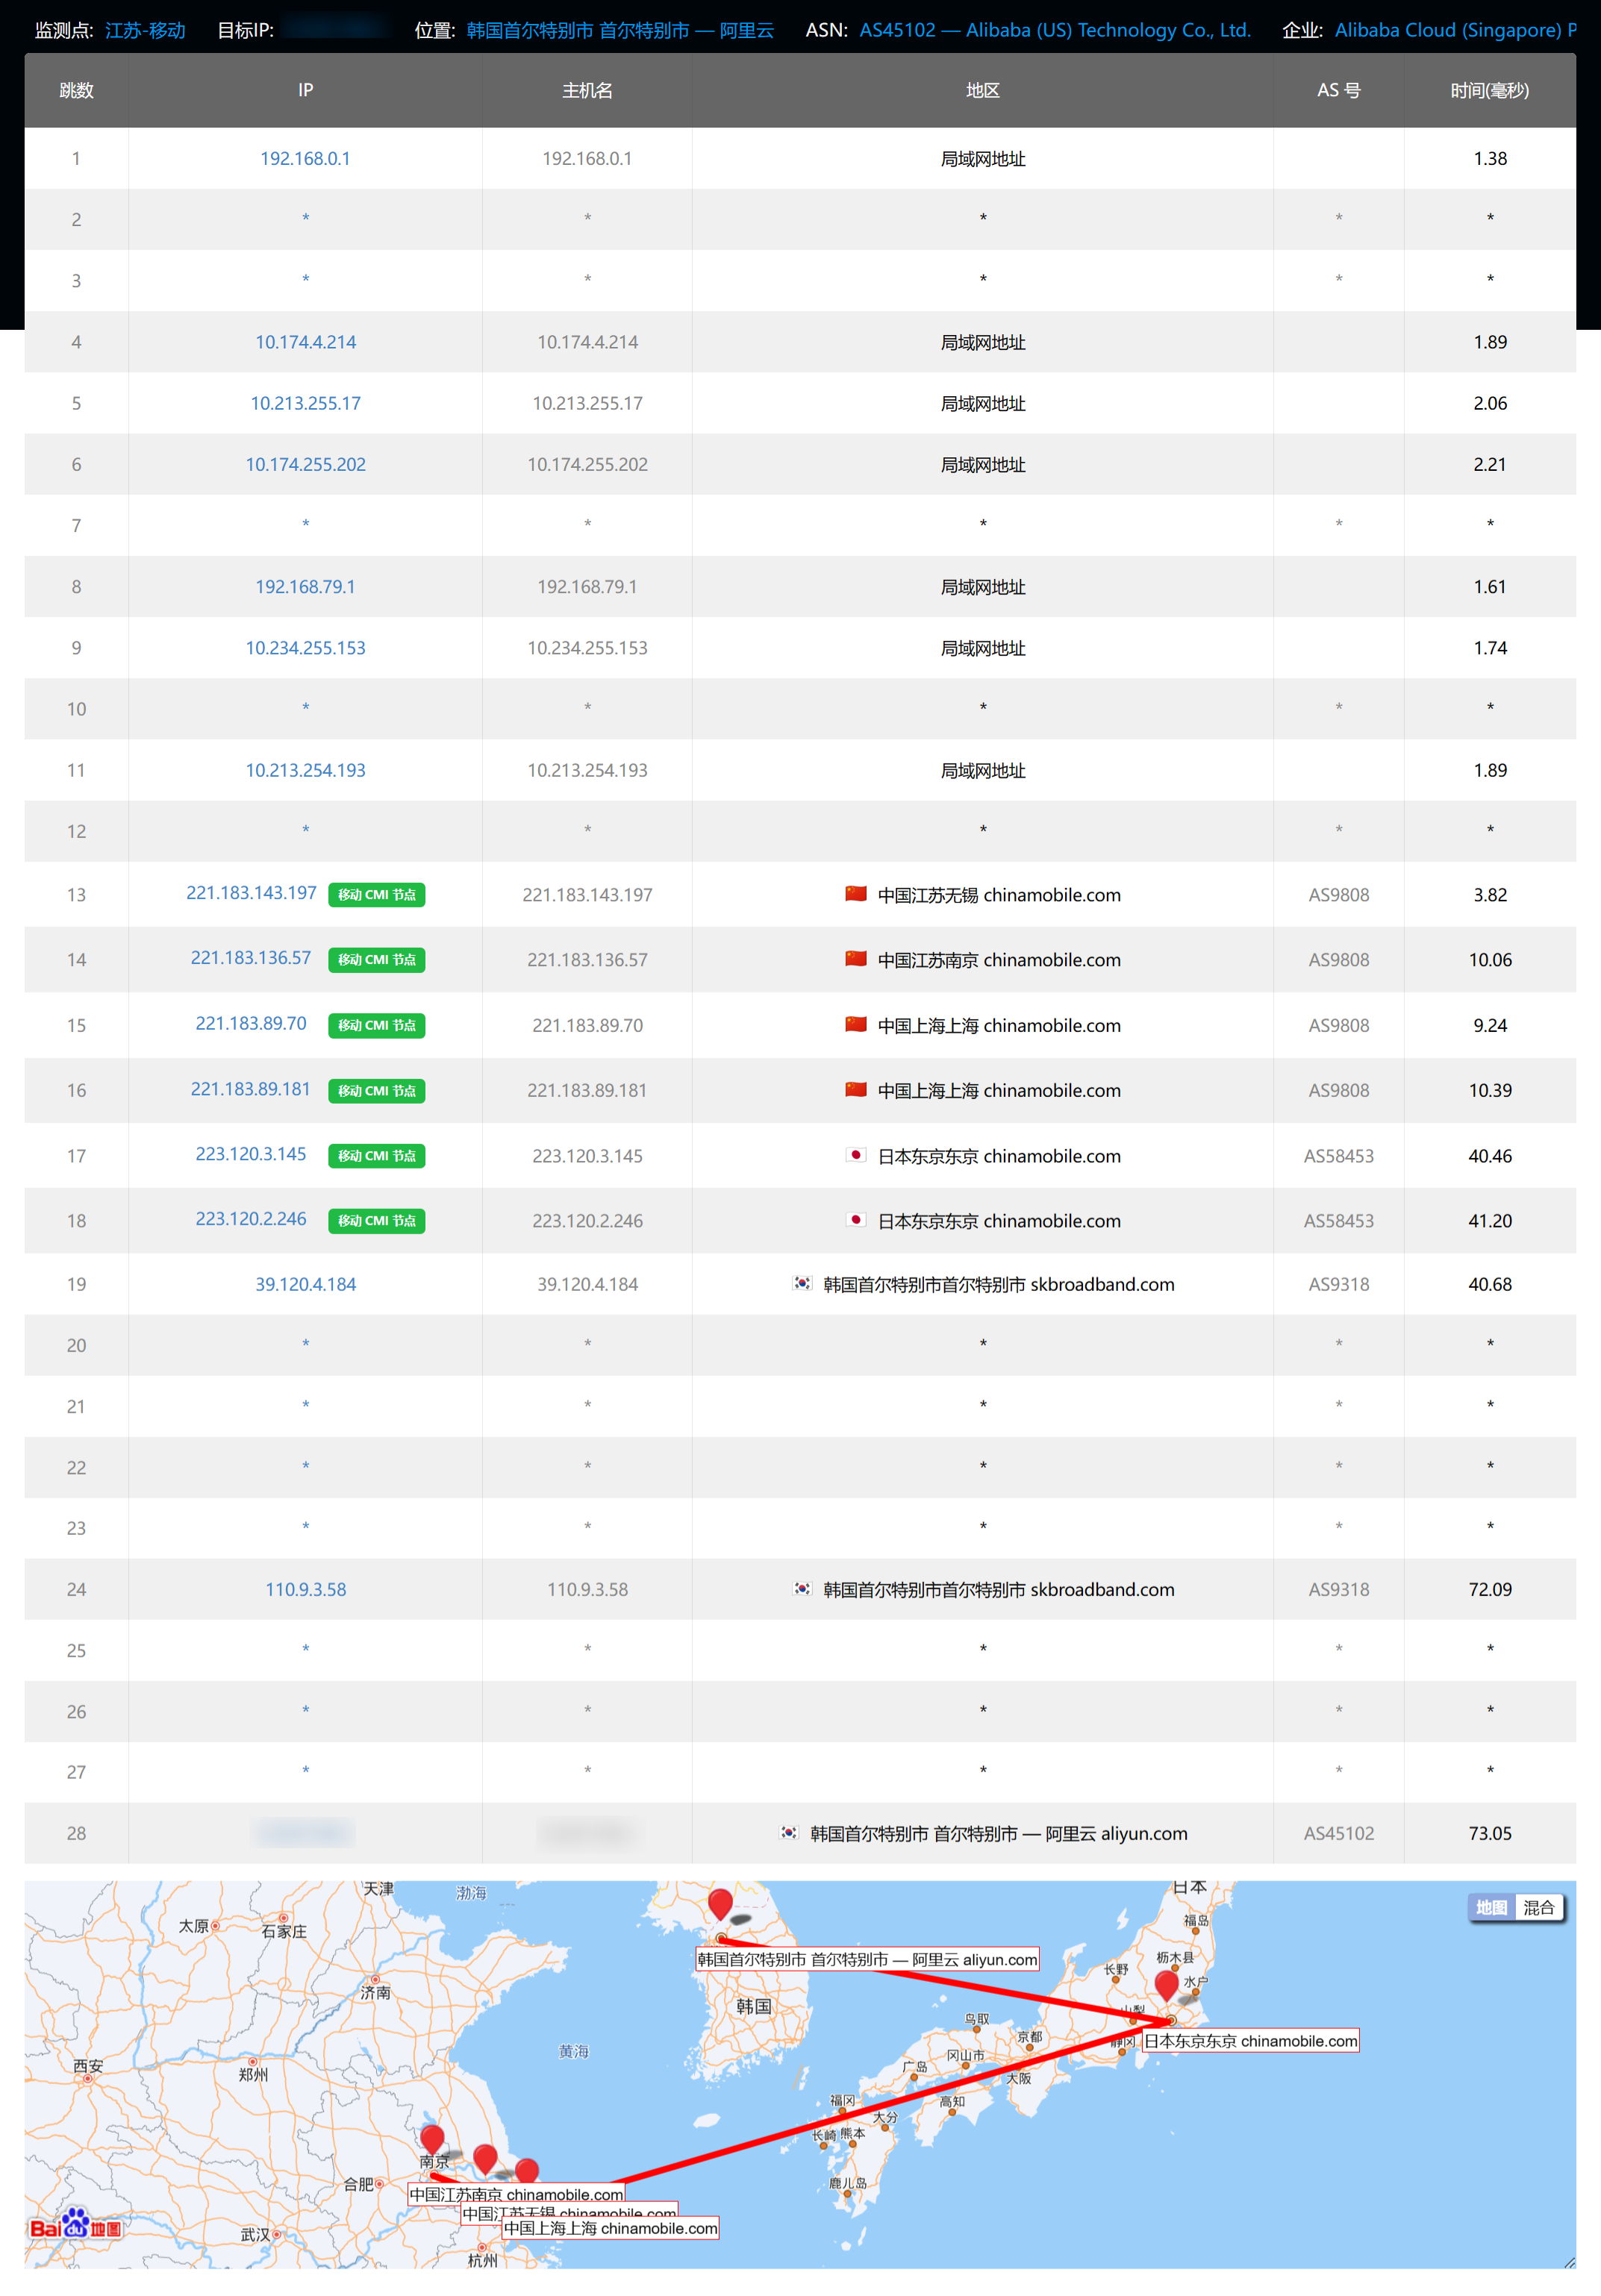 监测点: 江苏-移动 目标IP: 位置: 韩国首尔特别市 首尔特别市 — 阿里云 ASN: AS45102 — Alibaba (US) Technology Co., Ltd. 企业: Alibaba Cloud (Singapore) P
跳数 IP 主机名 地区 AS 号 时间(毫秒)
1 192.168.0.1 192.168.0.1 局域网地址 1.38
2 * * * * *
3 * * * * *
4 10.174.4.214 10.174.4.214 局域网地址 1.89
5 10.213.255.17 10.213.255.17 局域网地址 2.06
6 10.174.255.202 10.174.255.202 局域网地址 2.21
7 * * * * *
8 192.168.79.1 192.168.79.1 局域网地址 1.61
9 10.234.255.153 10.234.255.153 局域网地址 1.74
10 * * * * *
11 10.213.254.193 10.213.254.193 局域网地址 1.89
12 * * * * *
13 221.183.143.197 移动 CMI 节点 221.183.143.197 中国江苏无锡 chinamobile.com AS9808 3.82
14 221.183.136.57 移动 CMI 节点 221.183.136.57 中国江苏南京 chinamobile.com AS9808 10.06
15 221.183.89.70 移动 CMI 节点 221.183.89.70 中国上海上海 chinamobile.com AS9808 9.24
16 221.183.89.181 移动 CMI 节点 221.183.89.181 中国上海上海 chinamobile.com AS9808 10.39
17 223.120.3.145 移动 CMI 节点 223.120.3.145 日本东京东京 chinamobile.com AS58453 40.46
18 223.120.2.246 移动 CMI 节点 223.120.2.246 日本东京东京 chinamobile.com AS58453 41.20
19 39.120.4.184 39.120.4.184 韩国首尔特别市首尔特别市 skbroadband.com AS9318 40.68
20 * * * * *
21 * * * * *
22 * * * * *
23 * * * * *
24 110.9.3.58 110.9.3.58 韩国首尔特别市首尔特别市 skbroadband.com AS9318 72.09
25 * * * * *
26 * * * * *
27 * * * * *
28 韩国首尔特别市 首尔特别市 — 阿里云 aliyun.com AS45102 73.05
天津 渤海 日本
地图 混合
太原 石家庄 福岛
韩国首尔特别市 首尔特别市 — 阿里云 aliyun.com
枥木县
长野 水户
济南
韩国
鸟取 山梨
京都 静冈 日本东京东京 chinamobile.com
黄海
西安 郑州 广岛 冈山市 大阪
福冈 高知
大分
长崎 熊本
南京
合肥 鹿儿岛
中国江苏南京 chinamobile.com
中国江苏无锡 chinamobile.com
中国上海上海 chinamobile.com
Bai du 地图
武汉
杭州